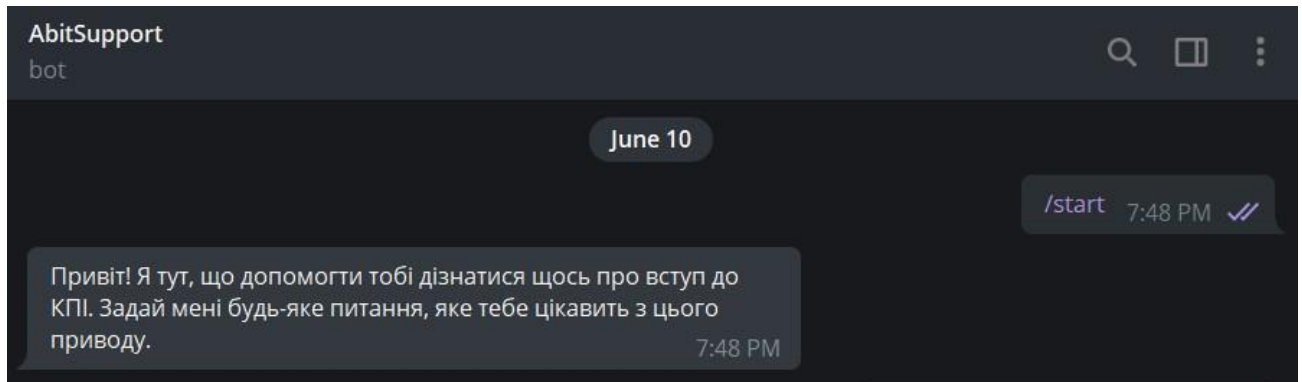 AbitSupport
bot
June 10
/start 7:48 PM
Привіт! Я тут, що допомогти тобі дізнатися щось про вступ до
КПІ. Задай мені будь-яке питання, яке тебе цікавить з цього
приводу.
7:48 PM